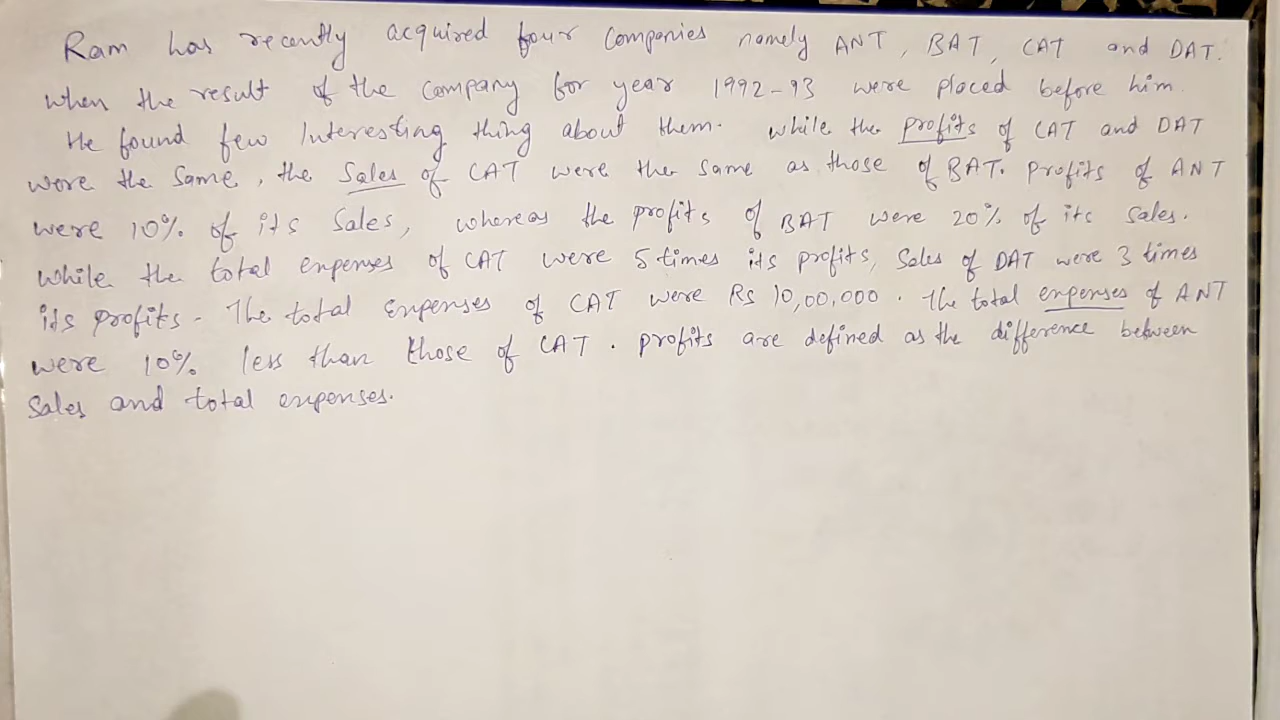 Ram has recently acquired four Companies namely ANT, BAT, CAT and DAT.
when the result of the Company for year 1992-93 were placed before him.
He found few Interesting thing about them. while the profits of CAT and DAT
were the same, the Sales of CAT were the same as those of BAT. profits of ANT
were 10% of its Sales, whereas the profits of BAT were 20% of its sales.
while the total expenses of CAT were 5 times its profits, Sales of DAT were 3 times
its profits. The total Expenses of CAT were Rs 10,00,000. The total expenses of ANT
were 10% less than those of CAT. profits are defined as the difference between
Sales and total expenses.